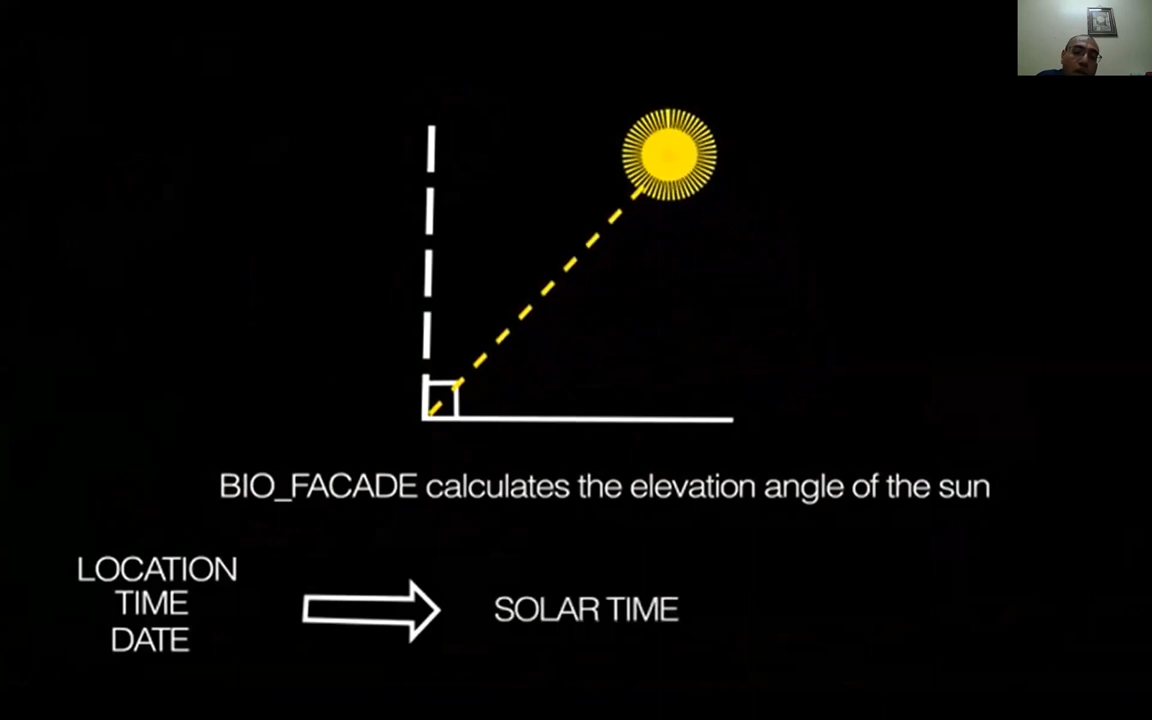 BIO_FACADE calculates the elevation angle of the sun
LOCATION
TIME
DATE
SOLAR TIME